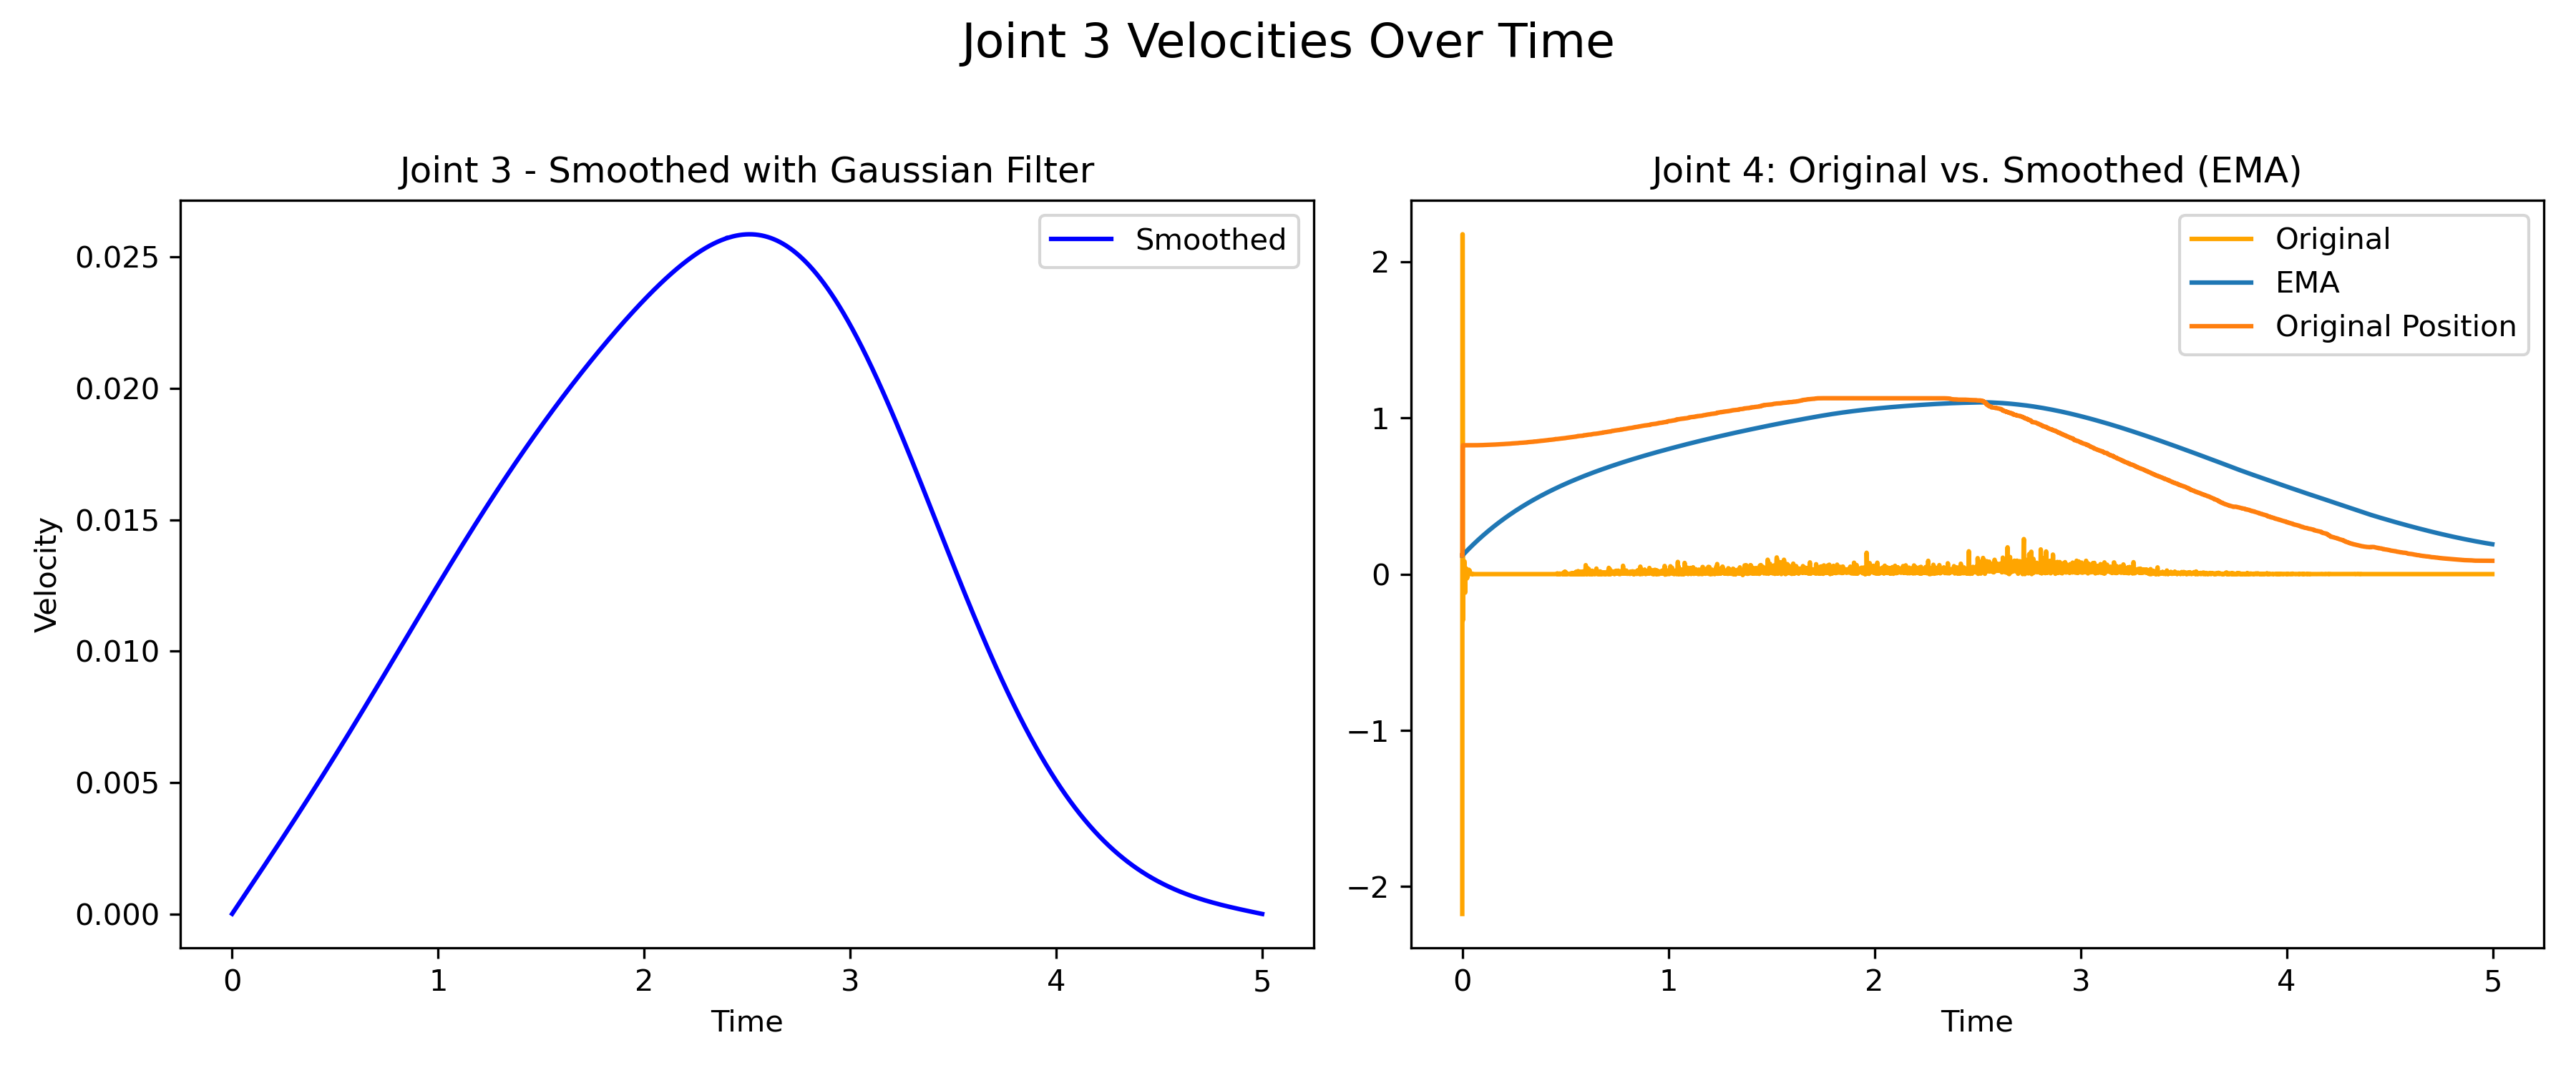 Joint 3 Velocities Over Time
Joint 3 - Smoothed with Gaussian Filter
Smoothed
Velocity
0.025
0.020
0.015
0.010
0.005
0.000
0 1 2 3 4 5
Time
Joint 4: Original vs. Smoothed (EMA)
Original
EMA
Original Position
2
1
0
−1
−2
0 1 2 3 4 5
Time